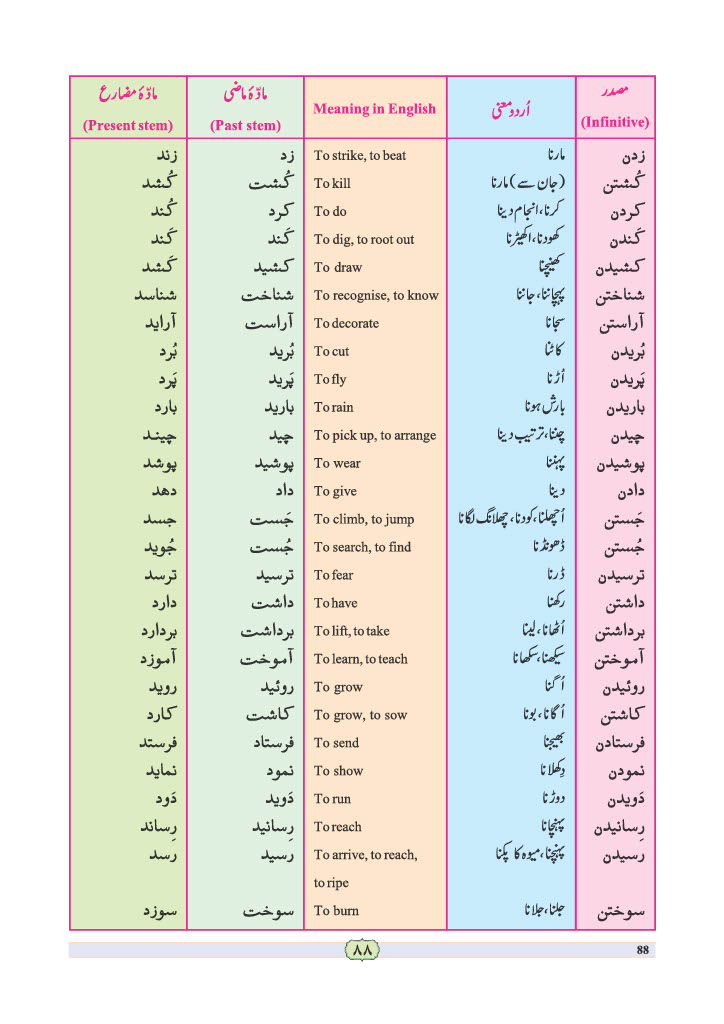 مصدر اُردو معنی Meaning in English مادّۂ ماضی مادّۂ مضارع
(Infinitive) (Past stem) (Present stem)
زدن مارنا To strike, to beat زد زند
کُشتن (جان سے) مارنا To kill کُشت کُشد
کردن کرنا، انجام دینا To do کرد کُند
کَندن کھودنا، اکھیڑنا To dig, to root out کَند کَند
کشیدن کھینچنا To draw کشید کَشد
شناختن پہچاننا، جاننا To recognise, to know شناخت شناسد
آراستن سجانا To decorate آراست آراید
بُریدن کاٹنا To cut بُرید بُرد
پَریدن اُڑنا To fly پَرید پَرد
باریدن بارش ہونا To rain بارید بارد
چیدن چننا، ترتیب دینا To pick up, to arrange چید چیند
پوشیدن پہننا To wear پوشید پوشد
دادن دینا To give داد دهد
جَستن اُچھلنا، کودنا، چھلانگ لگانا To climb, to jump جَست جسد
جُستن ڈھونڈنا To search, to find جُست جُوید
ترسیدن ڈرنا To fear ترسید ترسد
داشتن رکھنا To have داشت دارد
برداشتن اُٹھانا، لینا To lift, to take برداشت بردارد
آموختن سیکھنا، سکھانا To learn, to teach آموخت آموزد
روئیدن اُگنا To grow روئید روید
کاشتن اُگانا، بونا To grow, to sow کاشت کارد
فرستادن بھیجنا To send فرستاد فرستد
نمودن دِکھلانا To show نمود نماید
دَویدن دوڑنا To run دَوید دَود
رِسانیدن پہنچانا To reach رِسانید رِساند
رسیدن پہنچنا، میوہ کا پکنا To arrive, to reach, رسید رسد
to ripe
سوختن جلنا، جلانا To burn سوخت سوزد
۸۸ 88